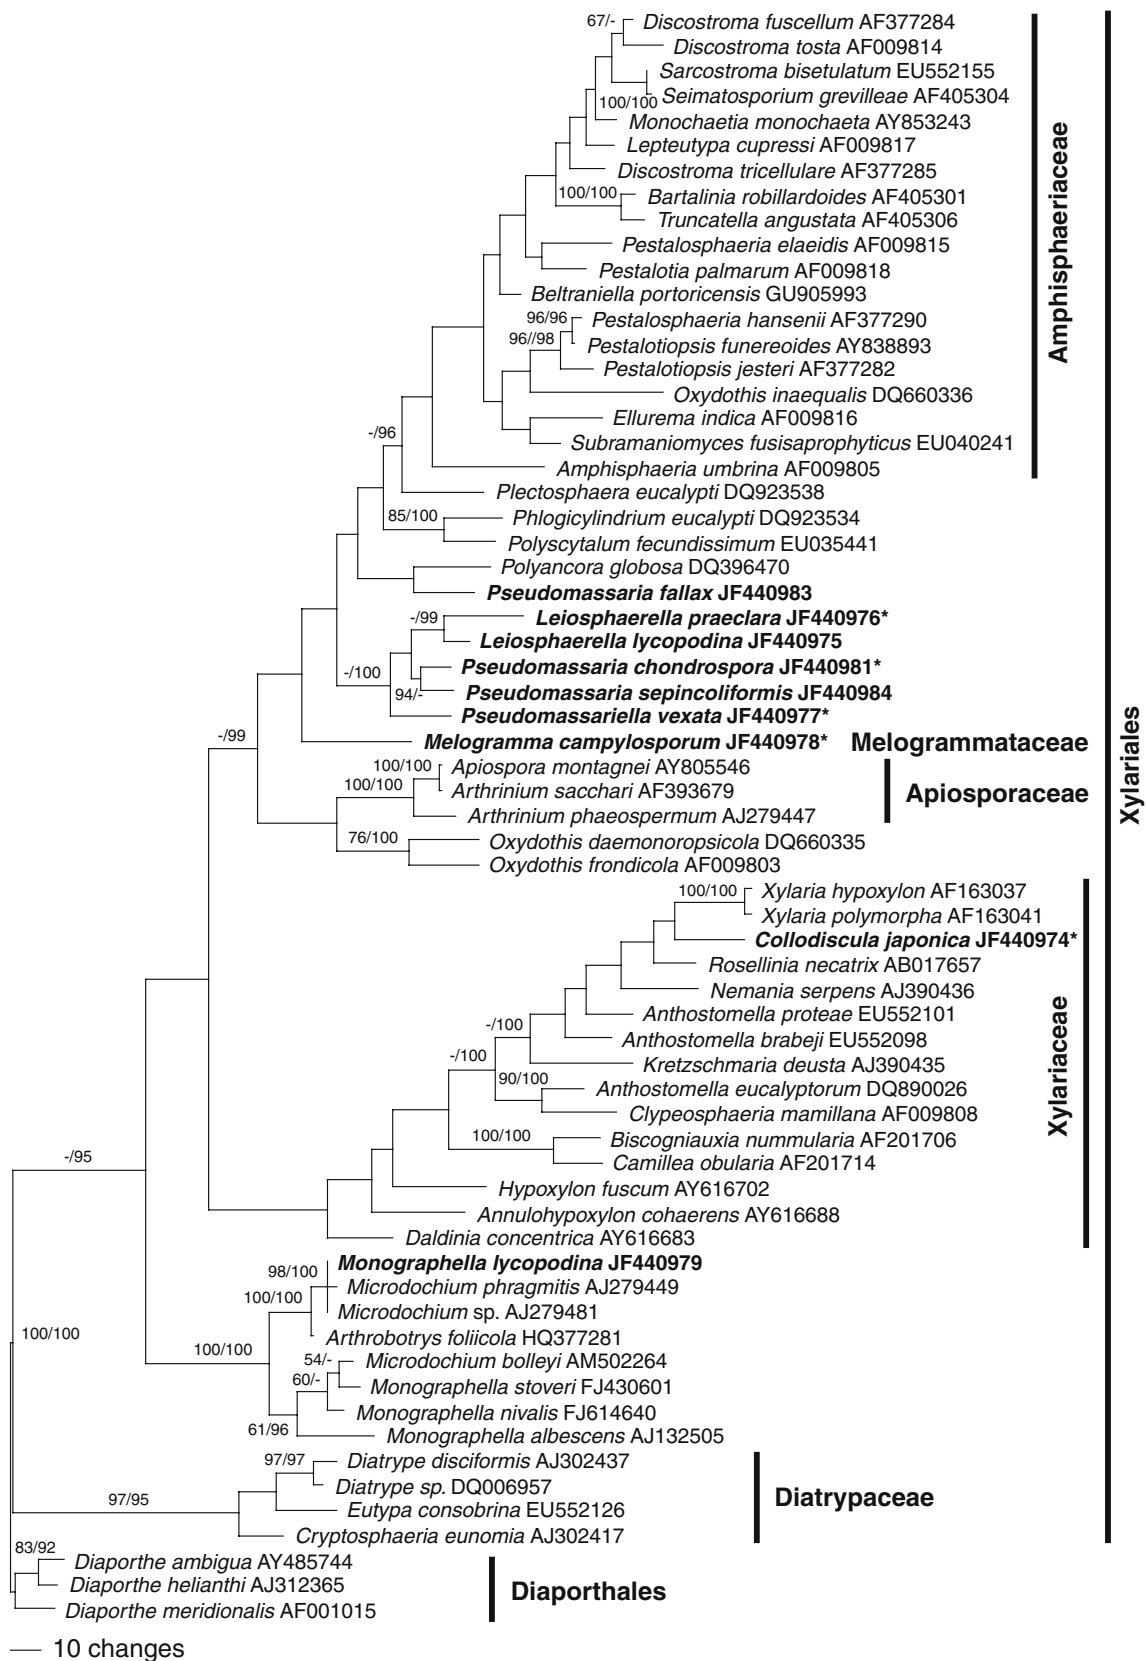 67/-
Discostroma fuscellum AF377284
Discostroma tosta AF009814
Sarcostroma bisetulatum EU552155
100/100
Seimatosporium grevilleae AF405304
Monochaetia monochaeta AY853243
Lepteutypa cupressi AF009817
Discostroma tricellulare AF377285
100/100
Bartalinia robillardoides AF405301
Truncatella angustata AF405306
Pestalosphaeria elaeidis AF009815
Pestalotia palmarum AF009818
Beltraniella portoricensis GU905993
96/96
Pestalosphaeria hansenii AF377290
96//98
Pestalotiopsis funereoides AY838893
Pestalotiopsis jesteri AF377282
Oxydothis inaequalis DQ660336
Ellurema indica AF009816
Subramaniomyces fusisaprophyticus EU040241
Amphisphaeria umbrina AF009805
Amphisphaeriaceae
-/96
Plectosphaera eucalypti DQ923538
85/100
Phlogicylindrium eucalypti DQ923534
Polyscytalum fecundissimum EU035441
Polyancora globosa DQ396470
Pseudomassaria fallax JF440983
-/99
Leiosphaerella praeclara JF440976*
Leiosphaerella lycopodina JF440975
-/100
Pseudomassaria chondrospora JF440981*
94/-
Pseudomassaria sepincoliformis JF440984
Pseudomassariella vexata JF440977*
-/99
Melogramma campylosporum JF440978*
Melogrammataceae
100/100
Apiospora montagnei AY805546
100/100
Arthrinium sacchari AF393679
Arthrinium phaeospermum AJ279447
Apiosporaceae
76/100
Oxydothis daemonoropsicola DQ660335
Oxydothis frondicola AF009803
Xylariales
100/100
Xylaria hypoxylon AF163037
Xylaria polymorpha AF163041
Collodiscula japonica JF440974*
Rosellinia necatrix AB017657
Nemania serpens AJ390436
Anthostomella proteae EU552101
-/100
Anthostomella brabeji EU552098
-/100
Kretzschmaria deusta AJ390435
90/100
Anthostomella eucalyptorum DQ890026
Clypeosphaeria mamillana AF009808
100/100
Biscogniauxia nummularia AF201706
Camillea obularia AF201714
Hypoxylon fuscum AY616702
Annulohypoxylon cohaerens AY616688
Daldinia concentrica AY616683
Xylariaceae
-/95
Monographella lycopodina JF440979
98/100
Microdochium phragmitis AJ279449
100/100
Microdochium sp. AJ279481
Arthrobotrys foliicola HQ377281
100/100
100/100
54/-
Microdochium bolleyi AM502264
60/-
Monographella stoveri FJ430601
Monographella nivalis FJ614640
61/96
Monographella albescens AJ132505
97/97
Diatrype disciformis AJ302437
Diatrype sp. DQ006957
97/95
Eutypa consobrina EU552126
Cryptosphaeria eunomia AJ302417
Diatrypaceae
83/92
Diaporthe ambigua AY485744
Diaporthe helianthi AJ312365
Diaporthe meridionalis AF001015
Diaporthales
10 changes